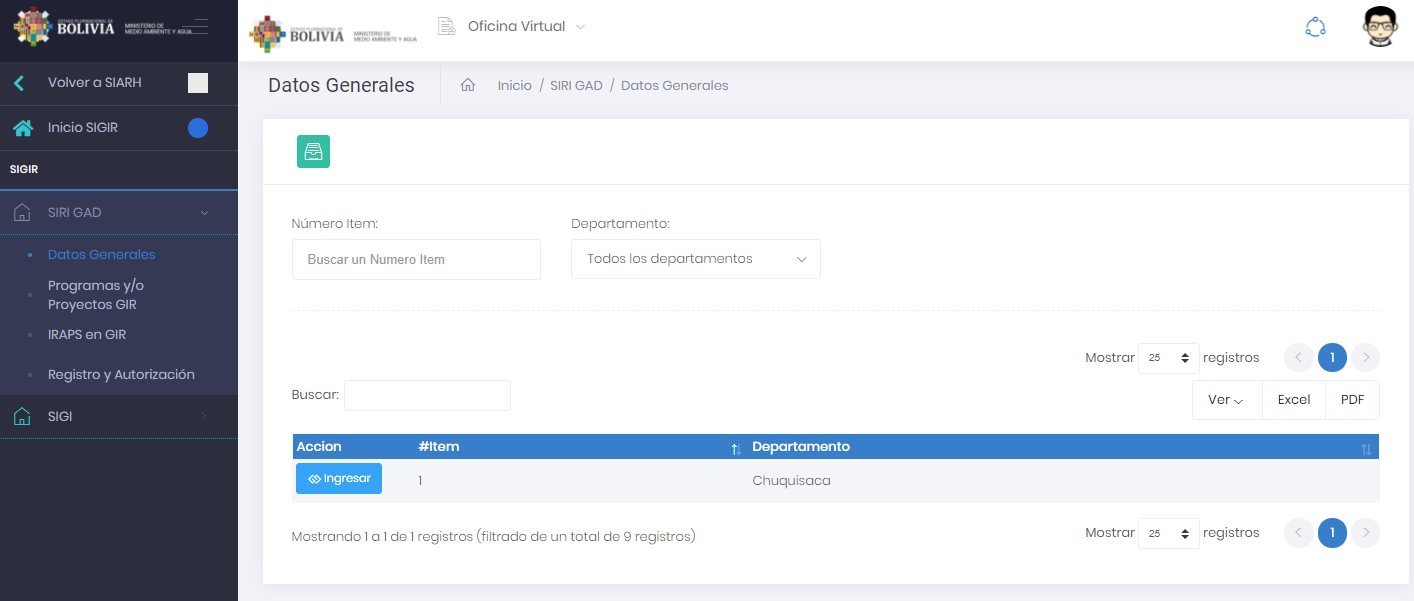 ESTADO PLURINACIONAL DE
BOLIVIA
MINISTERIO DE
MEDIO AMBIENTE Y AGUA
ESTADO PLURINACIONAL DE
BOLIVIA
MINISTERIO DE
MEDIO AMBIENTE Y AGUA
Oficina Virtual
Volver a SIARH
Inicio SIGIR
SIGIR
SIRI GAD
Datos Generales
Programas y/o
Proyectos GIR
IRAPS en GIR
Registro y Autorización
SIGI
Datos Generales
Inicio / SIRI GAD / Datos Generales
Número Item:
Departamento:
Buscar un Numero Item
Todos los departamentos
Mostrar 25 registros
1
Buscar:
Ver
Excel
PDF
Accion #Item Departamento
Ingresar 1 Chuquisaca
Mostrando 1 a 1 de 1 registros (filtrado de un total de 9 registros)
Mostrar 25 registros
1